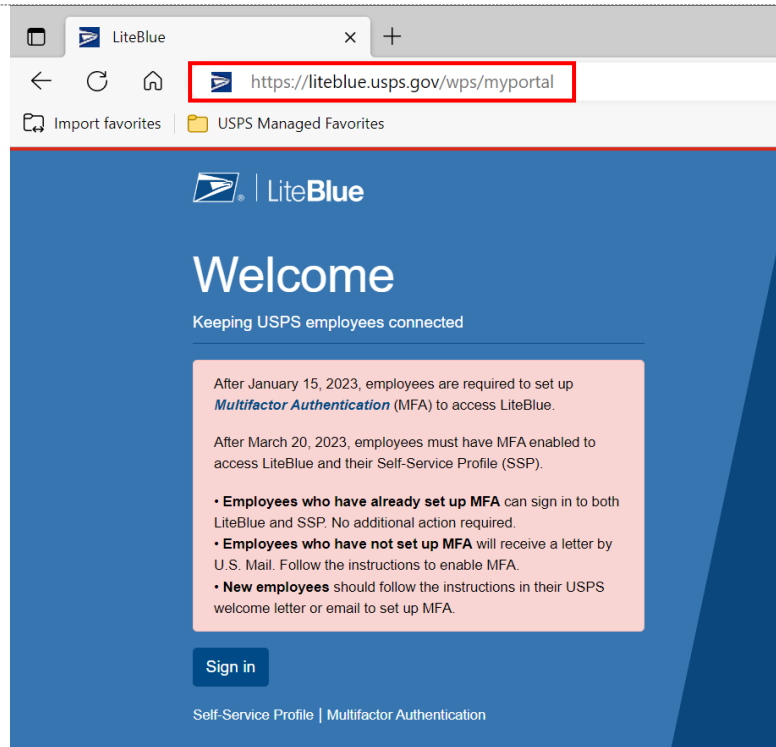 LiteBlue
https://liteblue.usps.gov/wps/myportal
Import favorites
USPS Managed Favorites
® LiteBlue
Welcome
Keeping USPS employees connected
After January 15, 2023, employees are required to set up
Multifactor Authentication (MFA) to access LiteBlue.
After March 20, 2023, employees must have MFA enabled to
access LiteBlue and their Self-Service Profile (SSP).
• Employees who have already set up MFA can sign in to both
LiteBlue and SSP. No additional action required.
• Employees who have not set up MFA will receive a letter by
U.S. Mail. Follow the instructions to enable MFA.
• New employees should follow the instructions in their USPS
welcome letter or email to set up MFA.
Sign in
Self-Service Profile | Multifactor Authentication